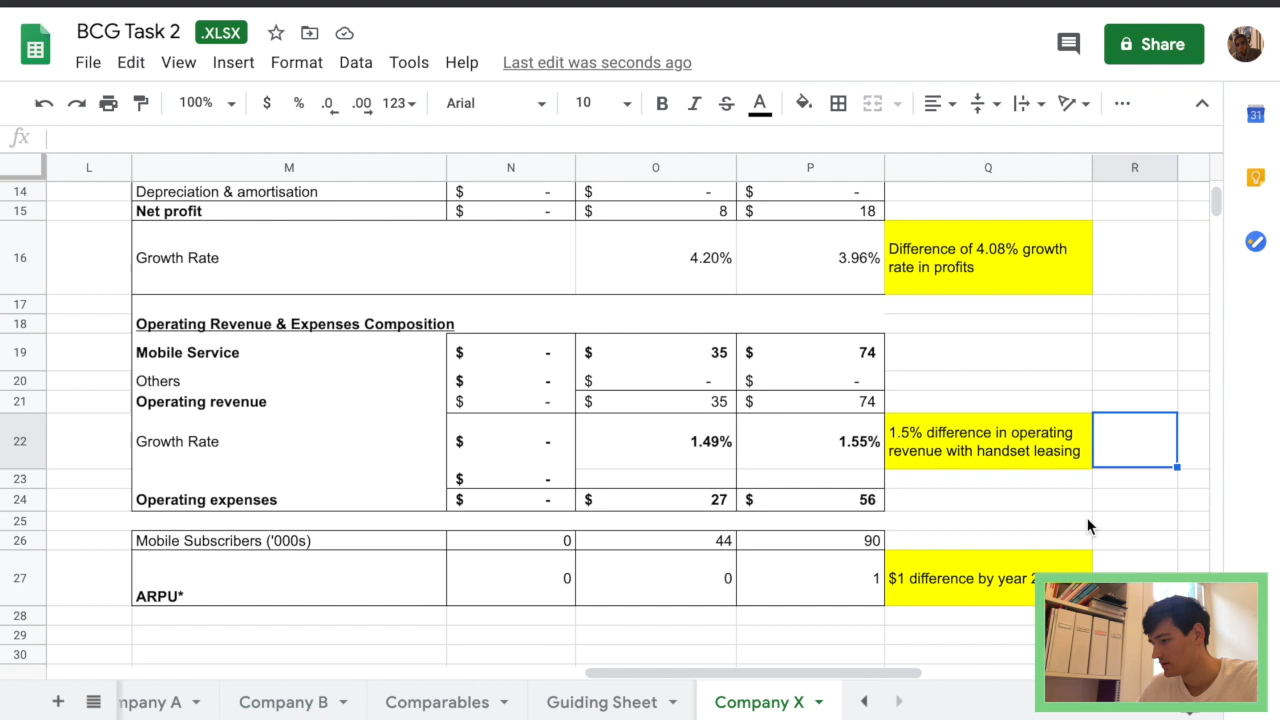 BCG Task 2 .XLSX
File Edit View Insert Format Data Tools Help Last edit was seconds ago
Share
100% $ % .0 .00 123 Arial 10 B I S A
31
fx
L M N O P Q R
14 Depreciation & amortisation $ - $ - $ -
15 Net profit $ - $ 8 $ 18
16 Growth Rate 4.20% 3.96% Difference of 4.08% growth
rate in profits
17
18 Operating Revenue & Expenses Composition
19 Mobile Service $ - $ 35 $ 74
20 Others $ - $ - $ -
21 Operating revenue $ - $ 35 $ 74
22 Growth Rate $ - 1.49% 1.55% 1.5% difference in operating
revenue with handset leasing
23 $ -
24 Operating expenses $ - $ 27 $ 56
25
26 Mobile Subscribers ('000s) 0 44 90
27 ARPU* 0 0 1 $1 difference by year 2
28
29
30
+ mpany A Company B Comparables Guiding Sheet Company X